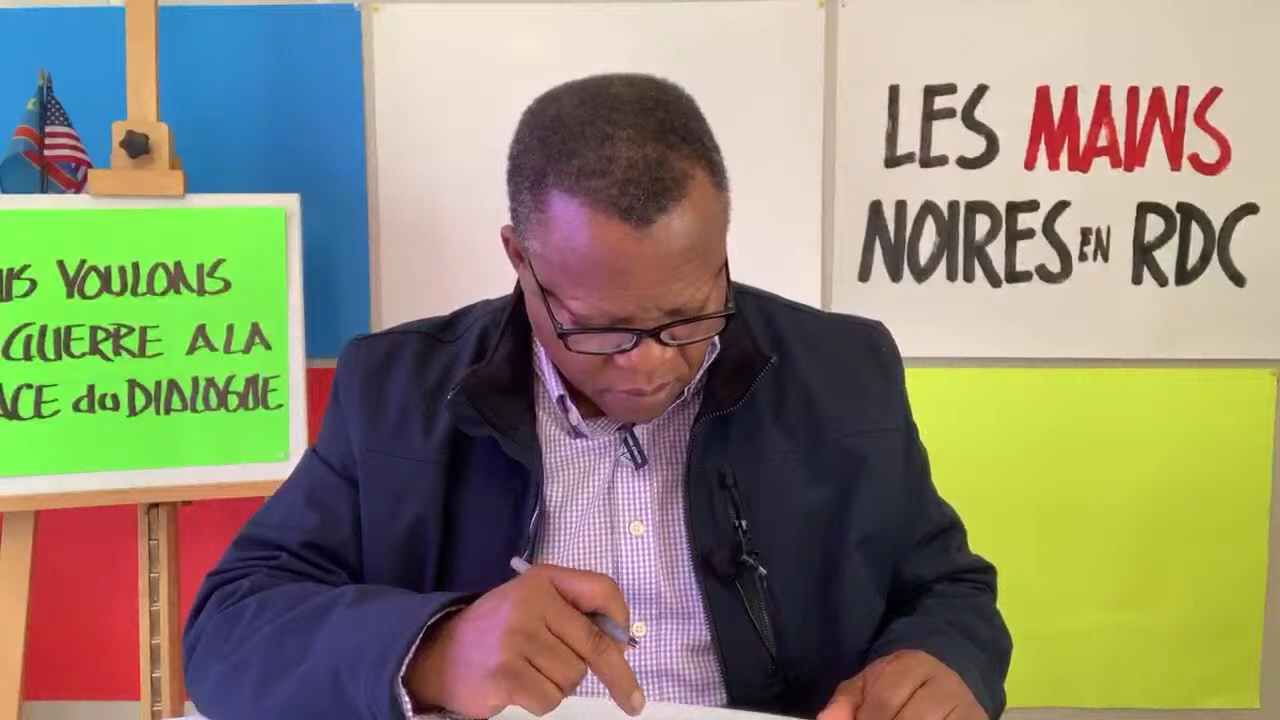 VOULONS
GUERRE A LA
du DIALOGUE
LES MAINS
NOIRES EN RDC